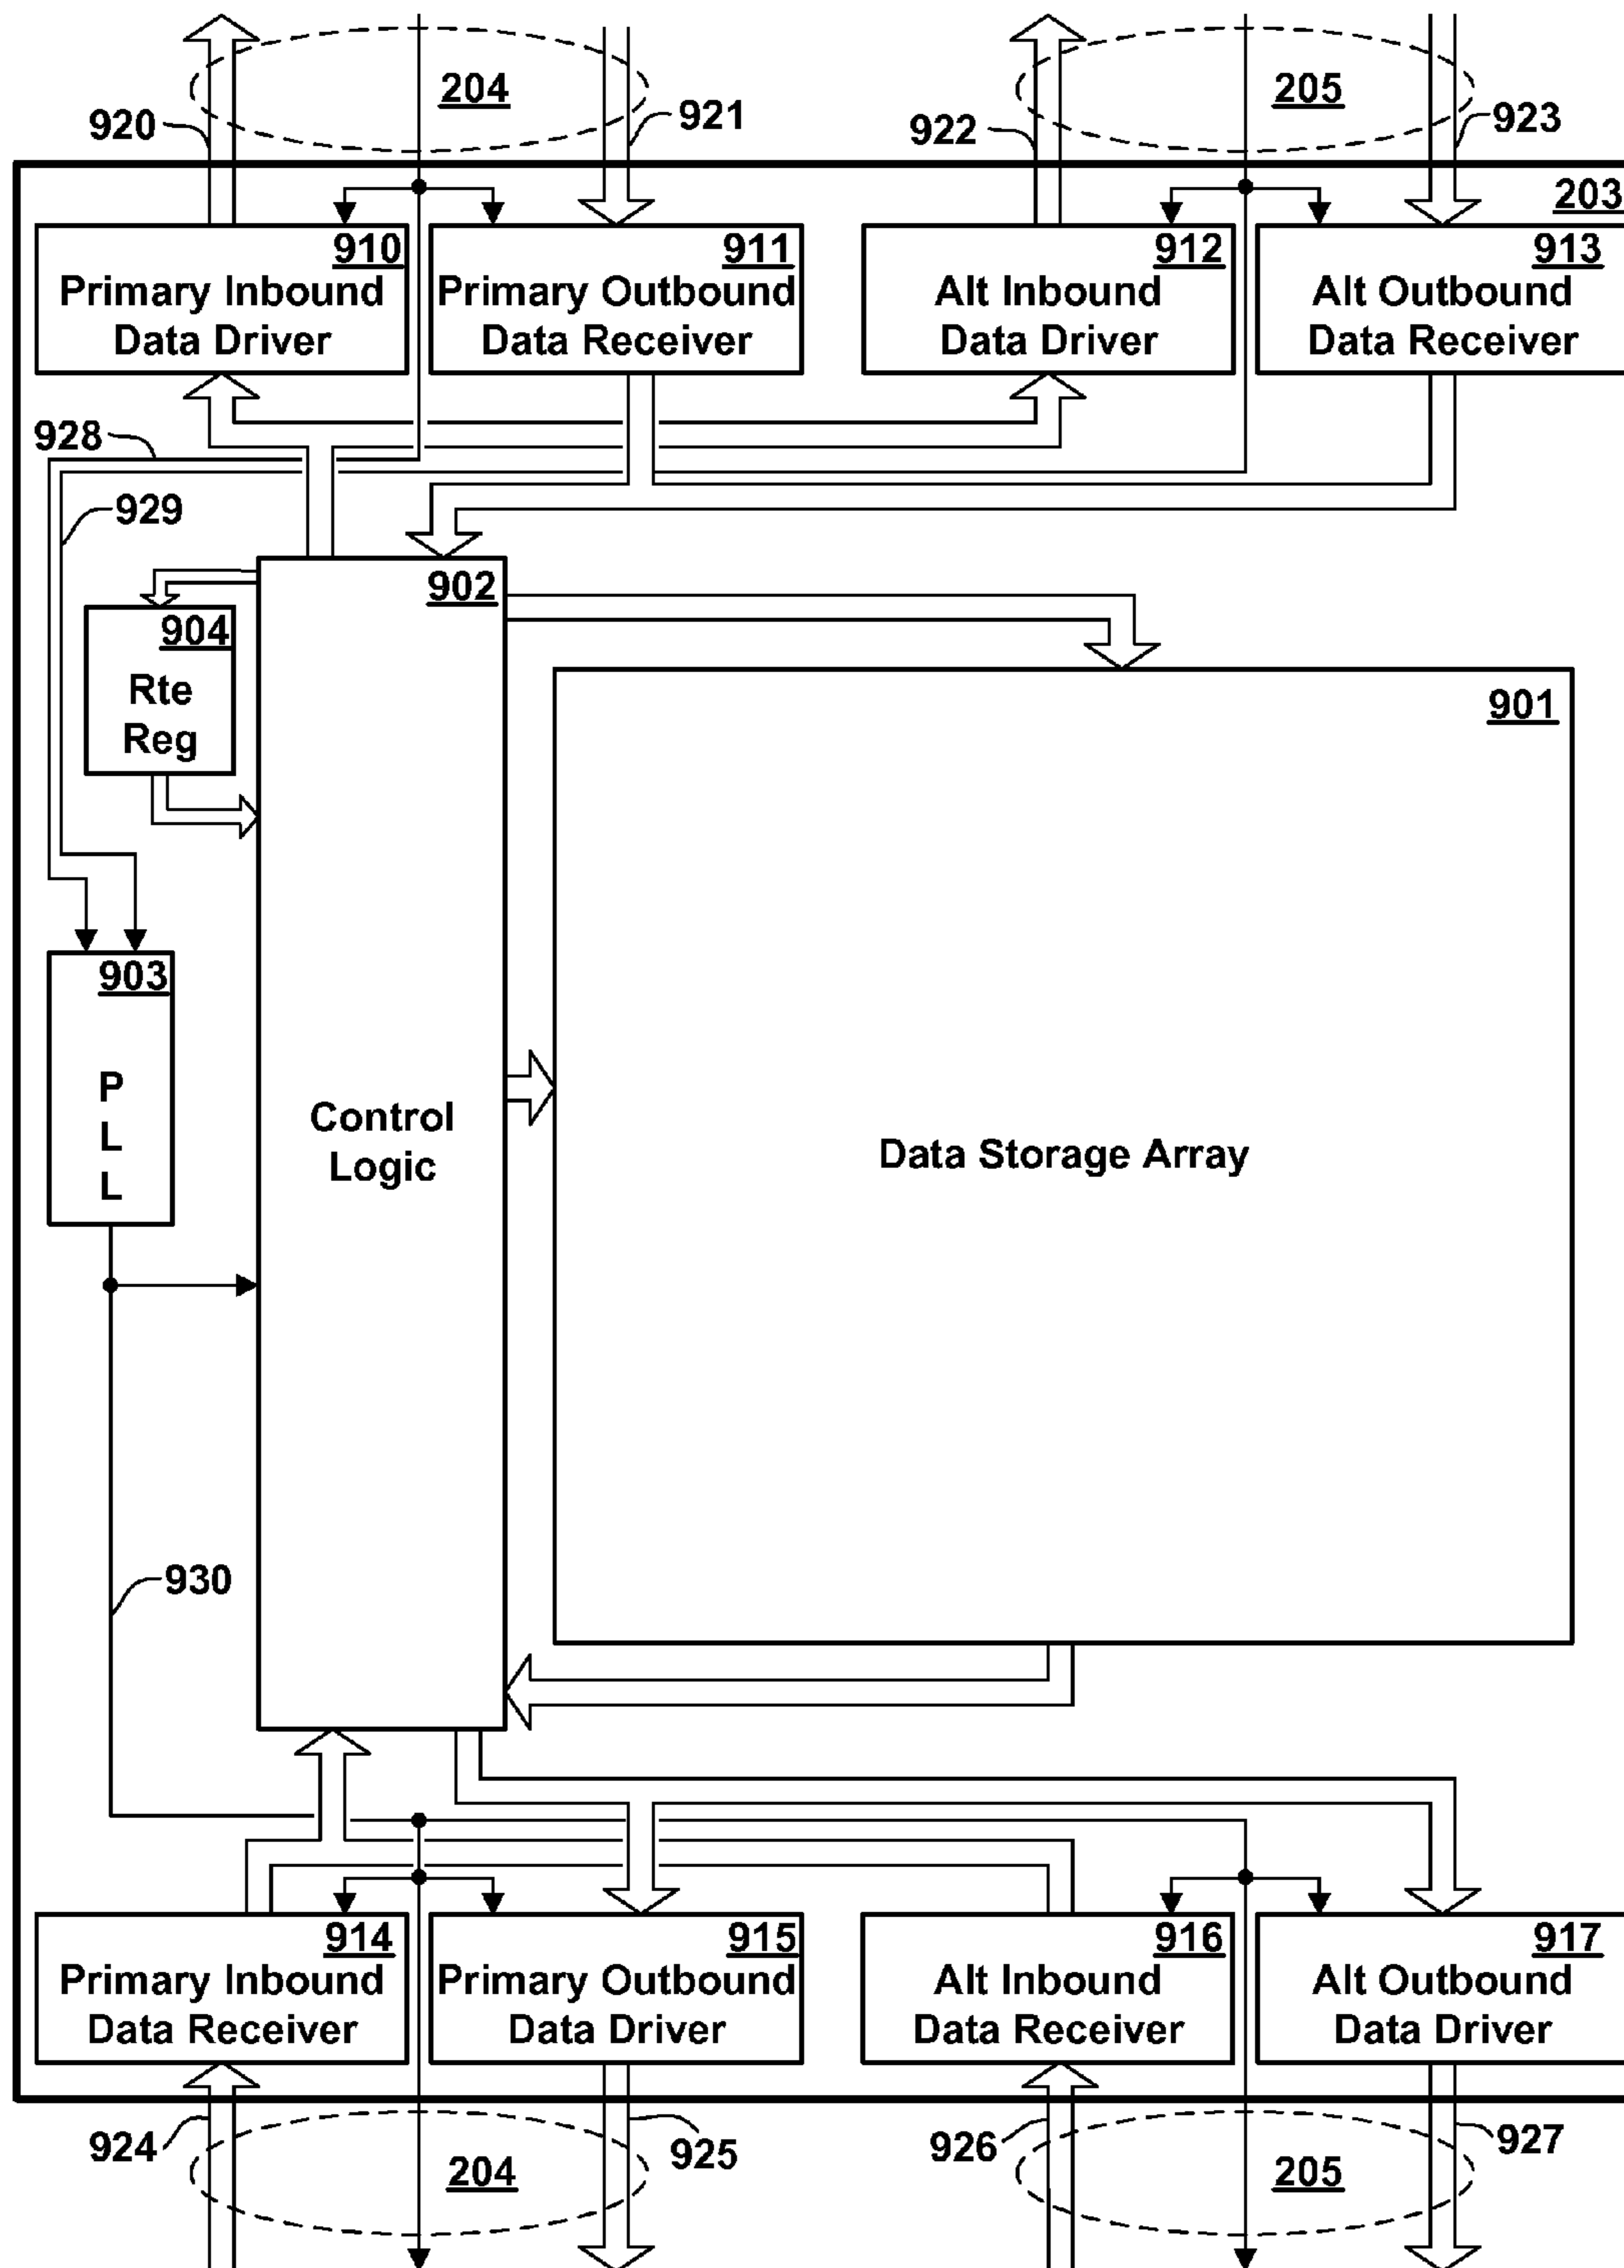 204
205
920
921
922
923
203
910
Primary Inbound
Data Driver
911
Primary Outbound
Data Receiver
912
Alt Inbound
Data Driver
913
Alt Outbound
Data Receiver
928
929
902
Control
Logic
904
Rte
Reg
901
Data Storage Array
903
P
L
L
930
914
Primary Inbound
Data Receiver
915
Primary Outbound
Data Driver
916
Alt Inbound
Data Receiver
917
Alt Outbound
Data Driver
924
204
925
926
205
927